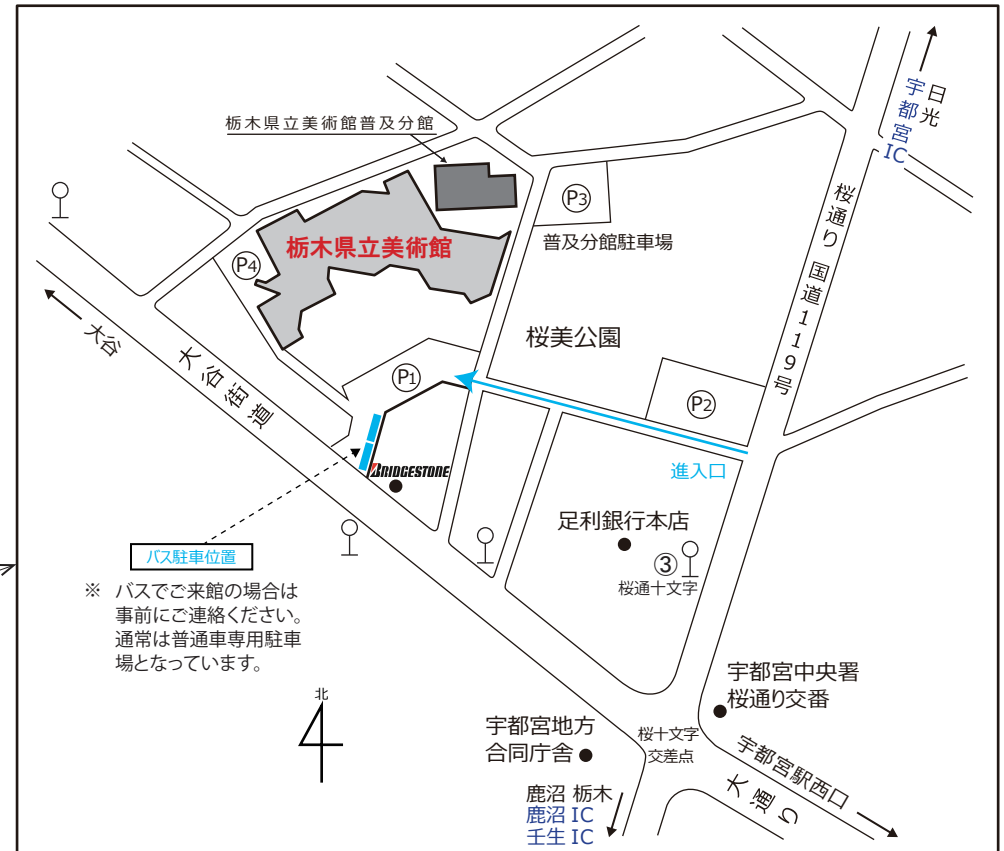 日光
宇都宮IC
栃木県立美術館普及分館
P3
桜通り 国道119号
普及分館駐車場
栃木県立美術館
P4
大谷
大谷街道
桜美公園
P1
P2
進入口
BRIDGESTONE
足利銀行本店
③
桜通十文字
バス駐車位置
※ バスでご来館の場合は
事前にご連絡ください。
通常は普通車専用駐車
場となっています。
北
宇都宮中央署
桜通り交番
宇都宮地方
合同庁舎
桜十文字
交差点
宇都宮駅西口
大通り
鹿沼 栃木
鹿沼 IC
壬生 IC